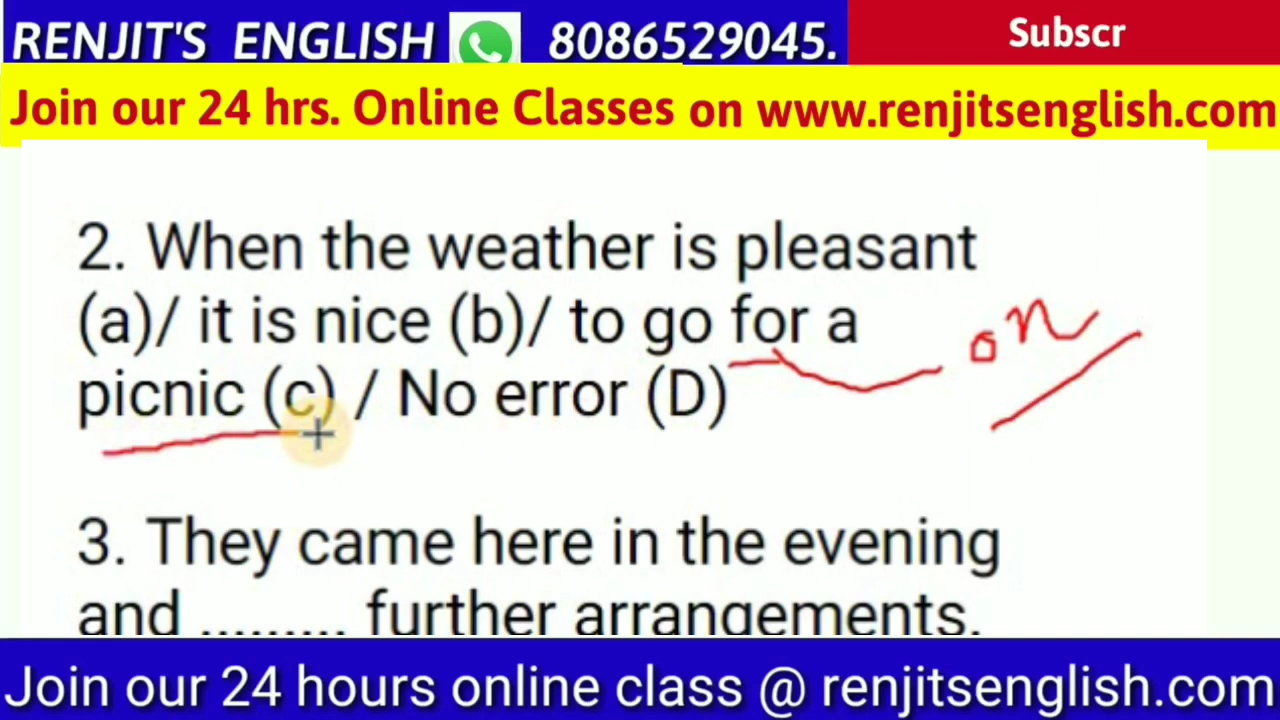 RENJIT'S ENGLISH 8086529045.
Subscr
Join our 24 hrs. Online Classes on www.renjitsenglish.com
2. When the weather is pleasant
(a)/ it is nice (b)/ to go for a
on
picnic (c) / No error (D)
3. They came here in the evening
and ......... further arrangements.
Join our 24 hours online class @ renjitsenglish.com